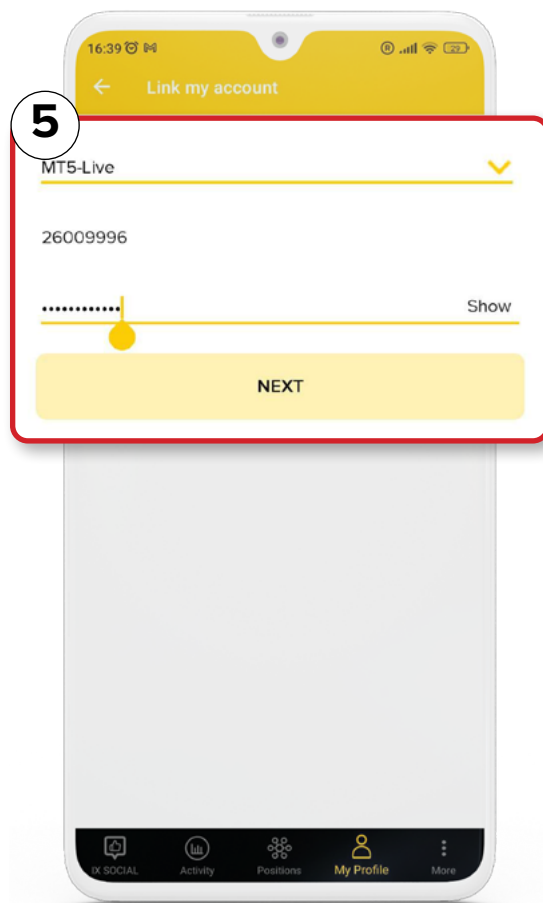 16:39
29
Link my account
5
MT5-Live
26009996
••••••••••••
Show
NEXT
IX SOCIAL
Activity
Positions
My Profile
More